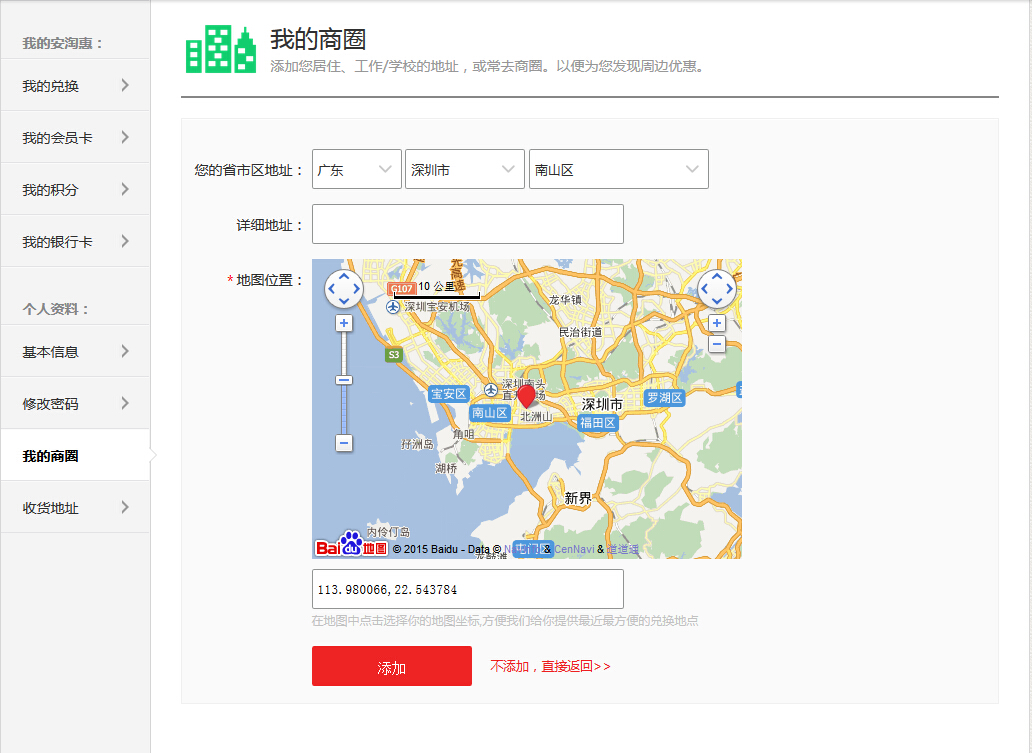 我的安淘惠：
我的兑换
我的会员卡
我的积分
我的银行卡
个人资料：
基本信息
修改密码
我的商圈
收货地址
我的商圈
添加您居住、工作/学校的地址，或常去商圈。以便为您发现周边优惠。
您的省市区地址：
广东
深圳市
南山区
详细地址：
*地图位置：
G107
10 公里
深圳宝安机场
龙华镇
民治街道
S3
宝安区
深圳南头
南山区
北洲山
深圳市
罗湖区
福田区
角咀
孖洲岛
湖桥
新界
内伶仃岛
屯门
Bai du 地图
© 2015 Baidu - Data © & CenNavi & 道道通
113.980066,22.543784
在地图中点击选择你的地图坐标,方便我们给你提供最近最方便的兑换地点
添加
不添加，直接返回>>